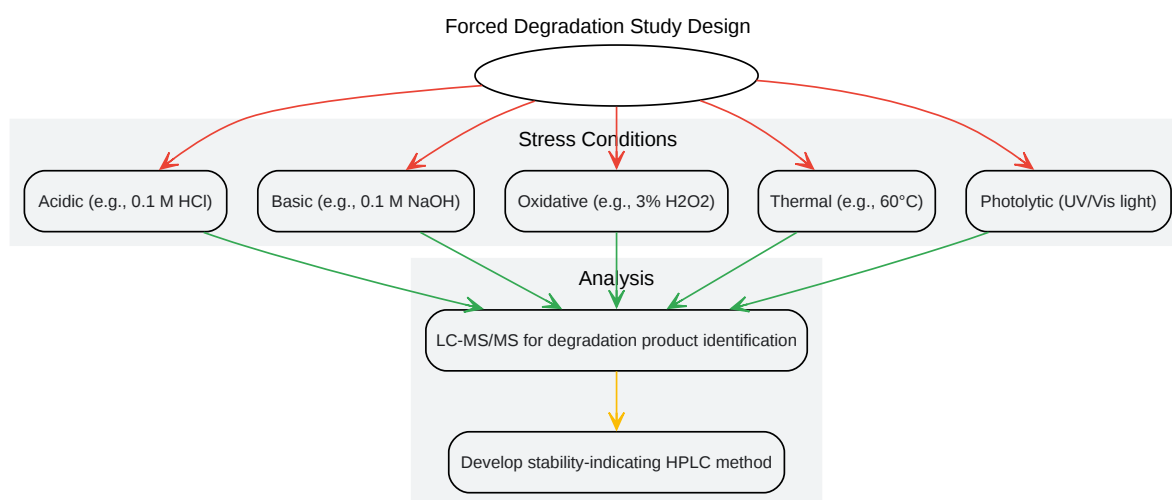 Forced Degradation Study Design
Stress Conditions
Acidic (e.g., 0.1 M HCl)
Basic (e.g., 0.1 M NaOH)
Oxidative (e.g., 3% H2O2)
Thermal (e.g., 60°C)
Photolytic (UV/Vis light)
Analysis
LC-MS/MS for degradation product identification
Develop stability-indicating HPLC method